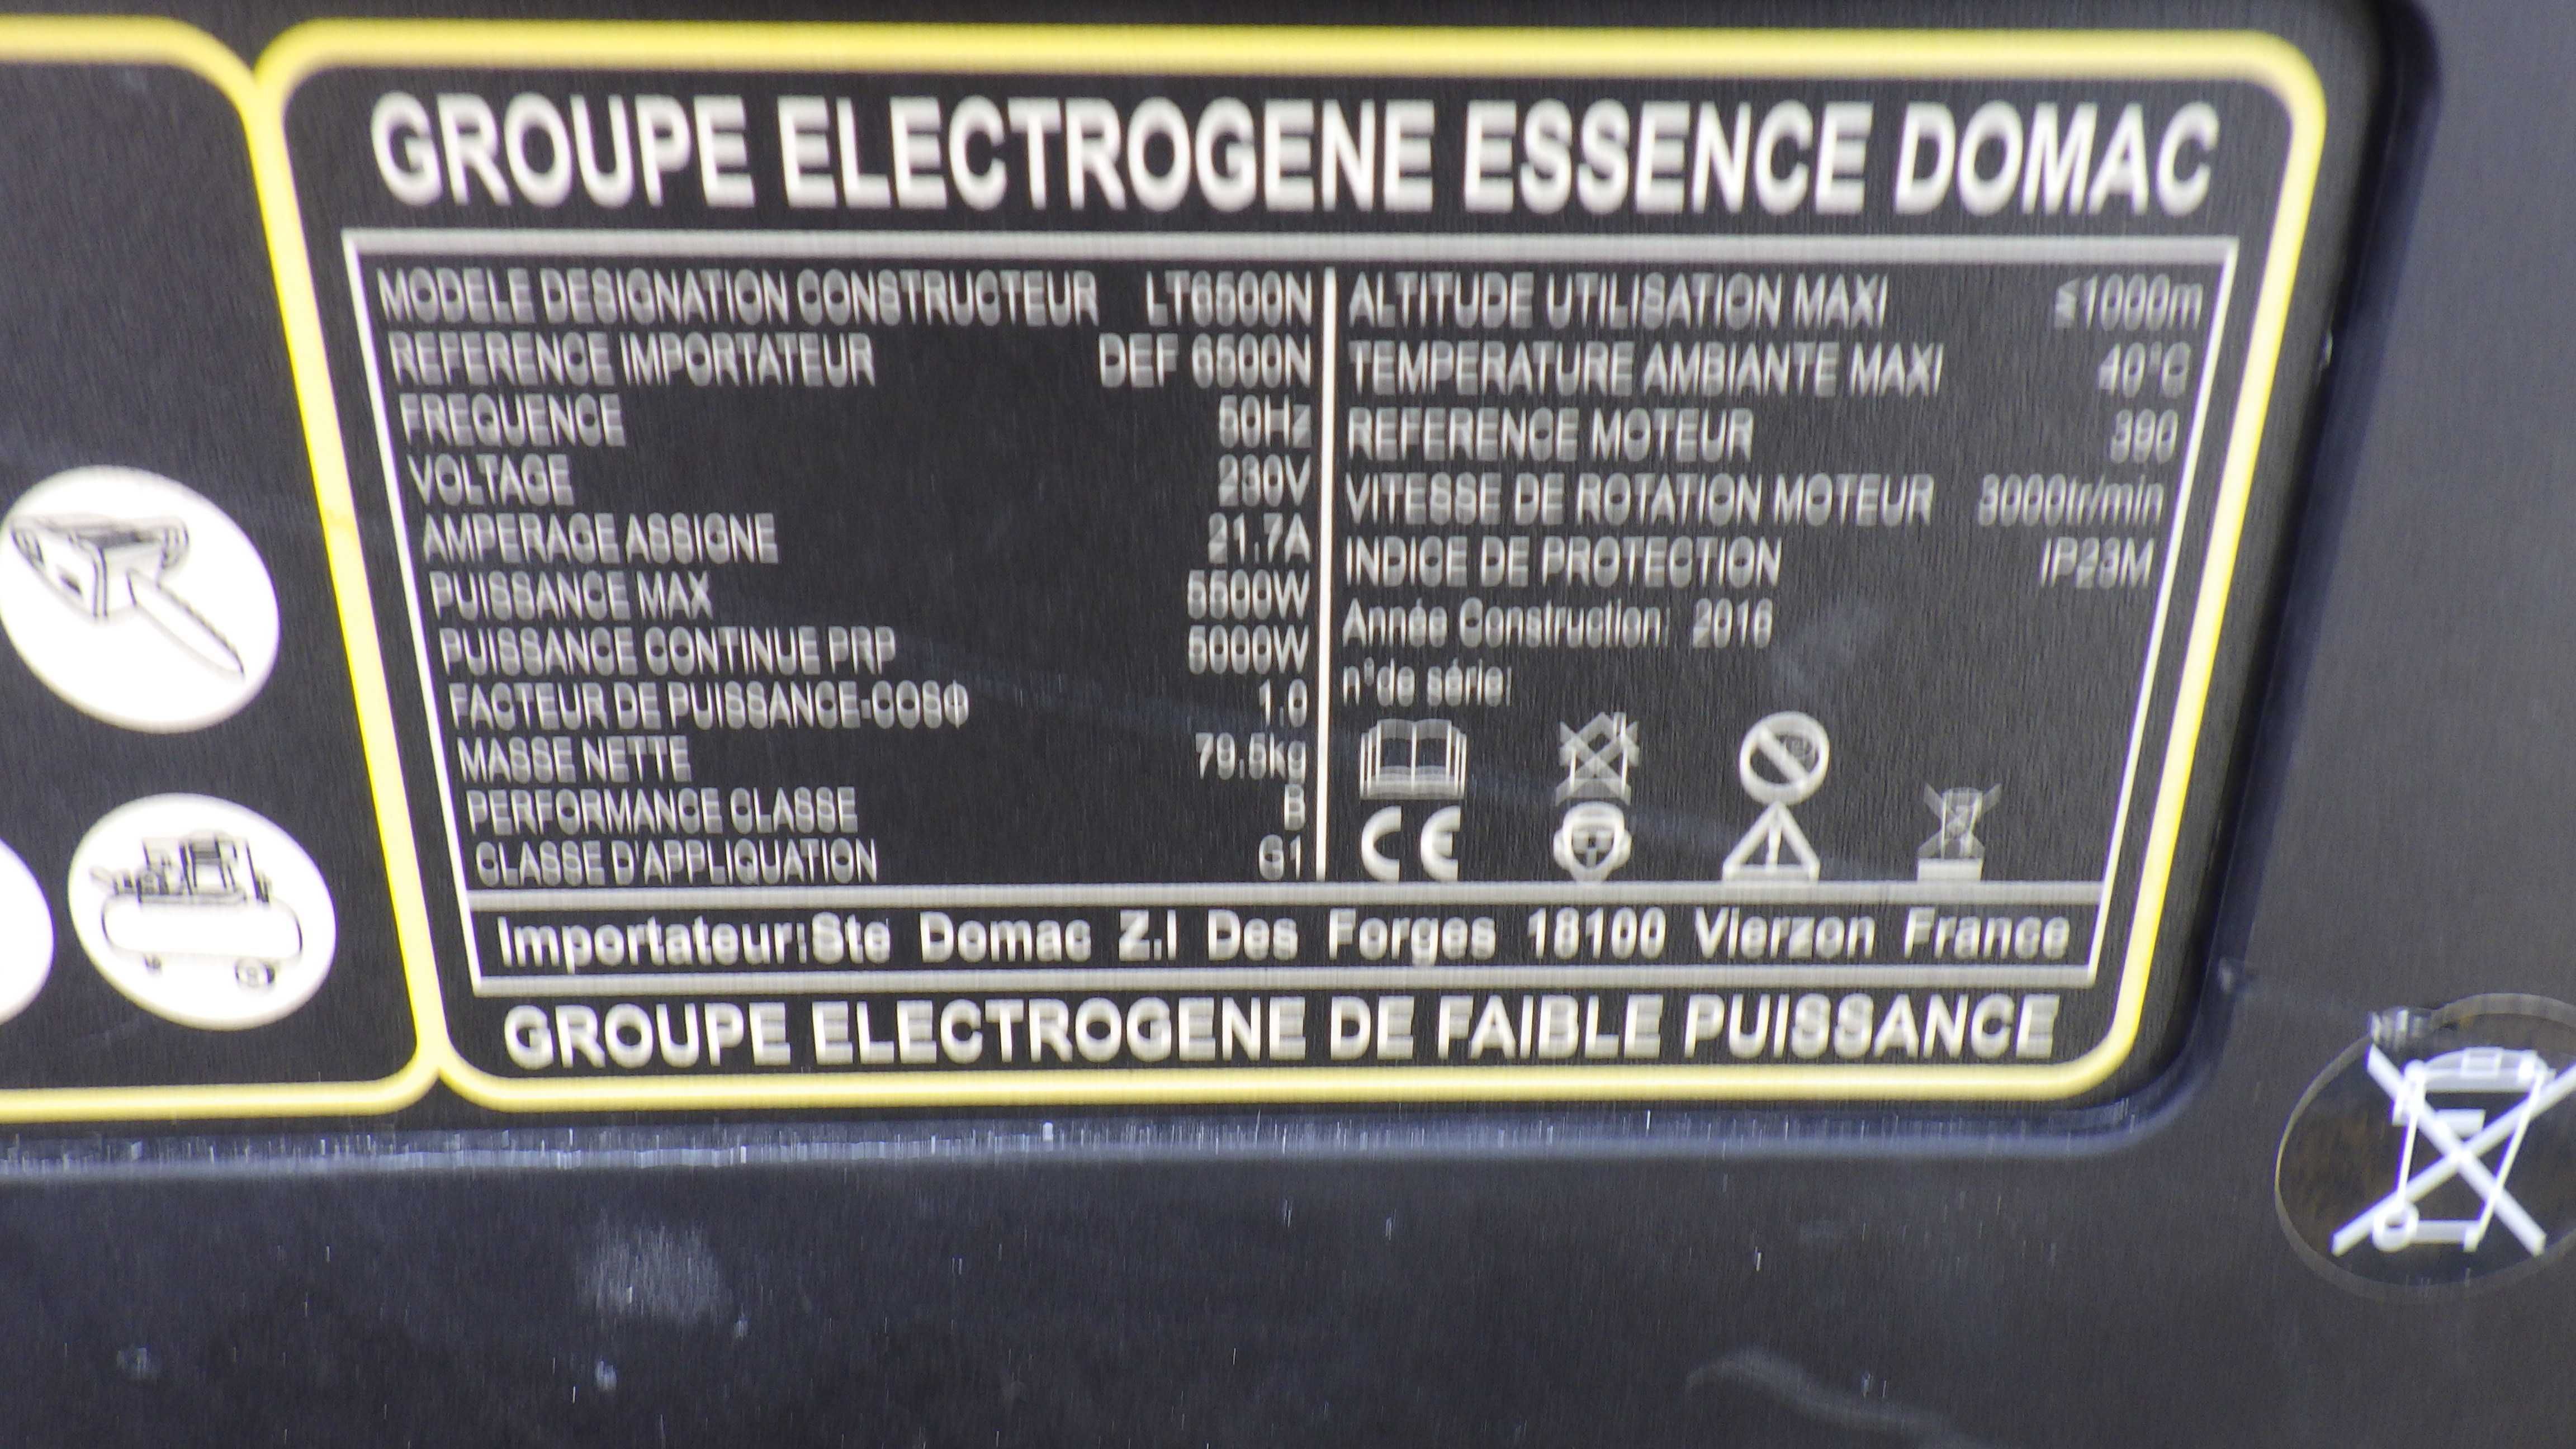 GROUPE ELECTROGENE ESSENCE DOMAC
MODELE DESIGNATION CONSTRUCTEUR LT6500N
REFERENCE IMPORTATEUR DEF 6500N
FREQUENCE 50Hz
VOLTAGE 230V
AMPERAGE ASSIGNE 21.7A
PUISSANCE MAX 5500W
PUISSANCE CONTINUE PRP 5000W
FACTEUR DE PUISSANCE-COSΦ 1.0
MASSE NETTE 79.5kg
PERFORMANCE CLASSE B
CLASSE D'APPLIQUATION G1
ALTITUDE UTILISATION MAXI ≤1000m
TEMPERATURE AMBIANTE MAXI 40°C
REFERENCE MOTEUR 390
VITESSE DE ROTATION MOTEUR 3000tr/min
INDICE DE PROTECTION IP23M
Année Construction: 2016
n°de série:
CE
Importateur:Ste Domac Z.I Des Forges 18100 Vierzon France
GROUPE ELECTROGENE DE FAIBLE PUISSANCE